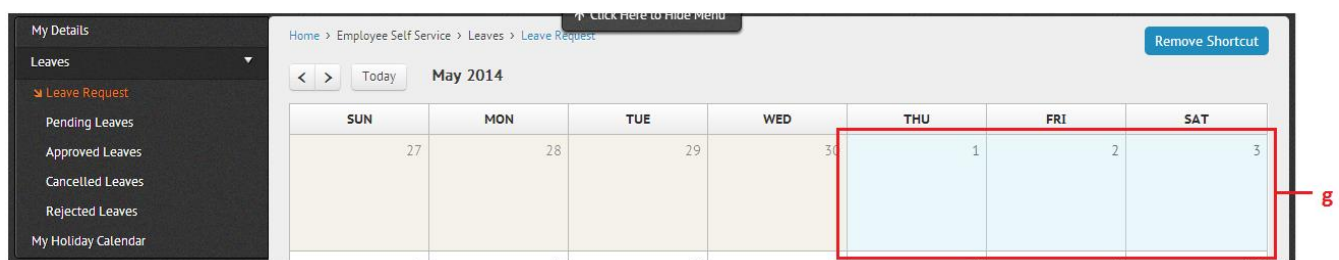 My Details
Leaves
Leave Request
Pending Leaves
Approved Leaves
Cancelled Leaves
Rejected Leaves
My Holiday Calendar
Click Here to Hide Menu
Home > Employee Self Service > Leaves > Leave Request
Remove Shortcut
< > Today May 2014
SUN MON TUE WED THU FRI SAT
27 28 29 30 1 2 3
g